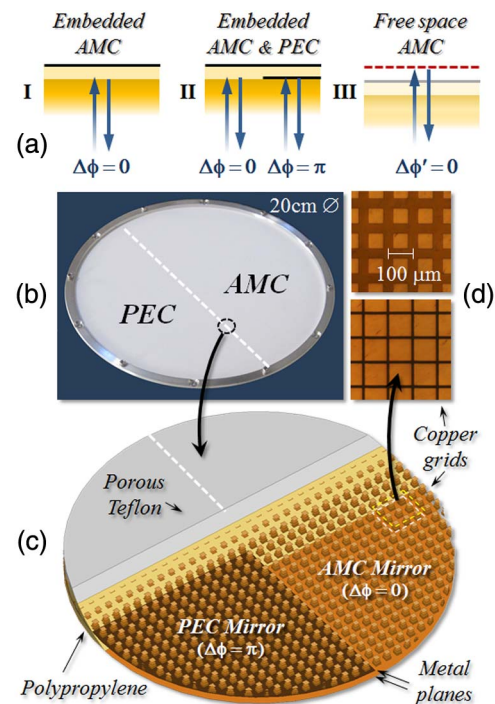 Embedded
AMC
Embedded
AMC & PEC
Free space
AMC
I
II
III
(a)
Δϕ = 0
Δϕ = 0
Δϕ = π
Δϕ′ = 0
(b)
20cm Ø
PEC
AMC
100 μm
(d)
Copper
grids
Porous
Teflon
(c)
AMC Mirror
(Δϕ = 0)
PEC Mirror
(Δϕ = π)
Polypropylene
Metal
planes